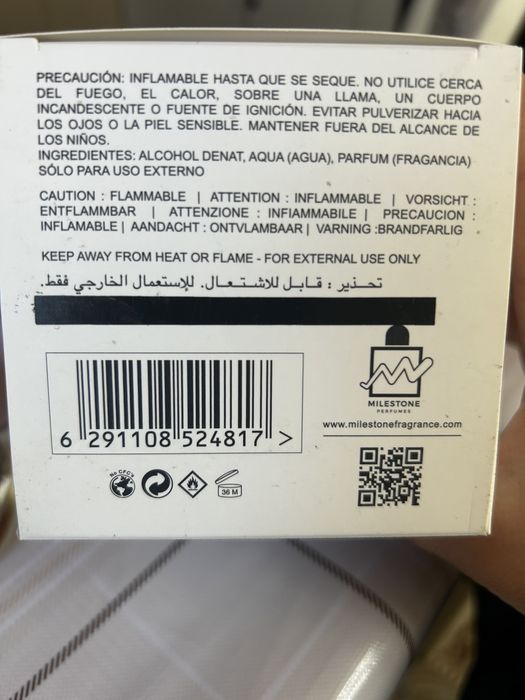 PRECAUCIÓN: INFLAMABLE HASTA QUE SE SEQUE. NO UTILICE CERCA
DEL FUEGO, EL CALOR, SOBRE UNA LLAMA, UN CUERPO
INCANDESCENTE O FUENTE DE IGNICIÓN. EVITAR PULVERIZAR HACIA
LOS OJOS O LA PIEL SENSIBLE. MANTENER FUERA DEL ALCANCE DE
LOS NIÑOS.
INGREDIENTES: ALCOHOL DENAT, AQUA (AGUA), PARFUM (FRAGANCIA)
SÓLO PARA USO EXTERNO
CAUTION : FLAMMABLE | ATTENTION : INFLAMMABLE | VORSICHT :
ENTFLAMMBAR | ATTENZIONE : INFIAMMABILE | PRECAUCION :
INFLAMABLE | AANDACHT : ONTVLAMBAAR | VARNING :BRANDFARLIG
KEEP AWAY FROM HEAT OR FLAME - FOR EXTERNAL USE ONLY
تحذير : قابل للاشتعال. للإستعمال الخارجي فقط.
MILESTONE
PERFUMES
www.milestonefragrance.com
6 291108 524817 >
No CFC's
36 M